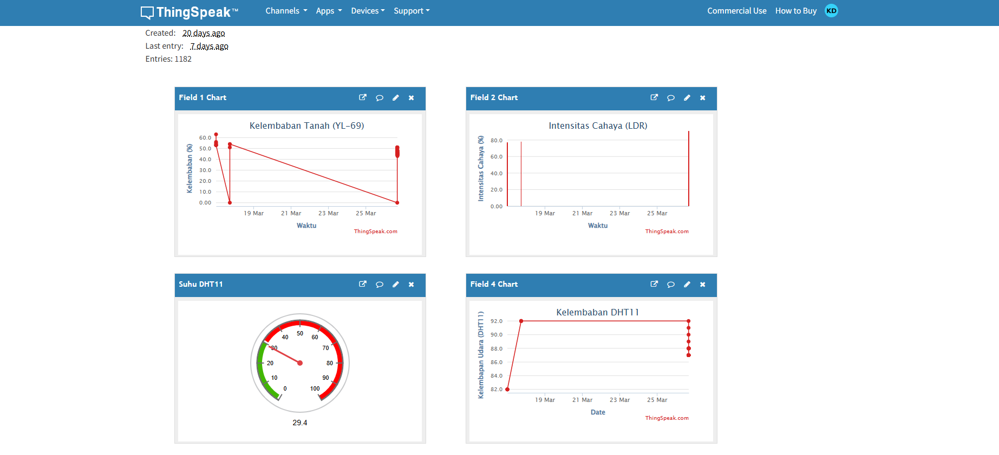 ThingSpeak™ Channels Apps Devices Support Commercial Use How to Buy KD
Created: 20 days ago
Last entry: 7 days ago
Entries: 1182
Field 1 Chart
Kelembaban Tanah (YL-69)
Kelembaban (%)
60.0
50.0
40.0
30.0
20.0
10.0
0.00
19 Mar 21 Mar 23 Mar 25 Mar
Waktu
ThingSpeak.com
Field 2 Chart
Intensitas Cahaya (LDR)
Intensitas Cahaya (%)
80.0
60.0
40.0
20.0
0.00
19 Mar 21 Mar 23 Mar 25 Mar
Waktu
ThingSpeak.com
Suhu DHT11
0
10
20
30
40
50
60
70
80
90
100
29.4
Field 4 Chart
Kelembaban DHT11
Kelembapan Udara (DHT11)
92.0
90.0
88.0
86.0
84.0
82.0
19 Mar 21 Mar 23 Mar 25 Mar
Date
ThingSpeak.com